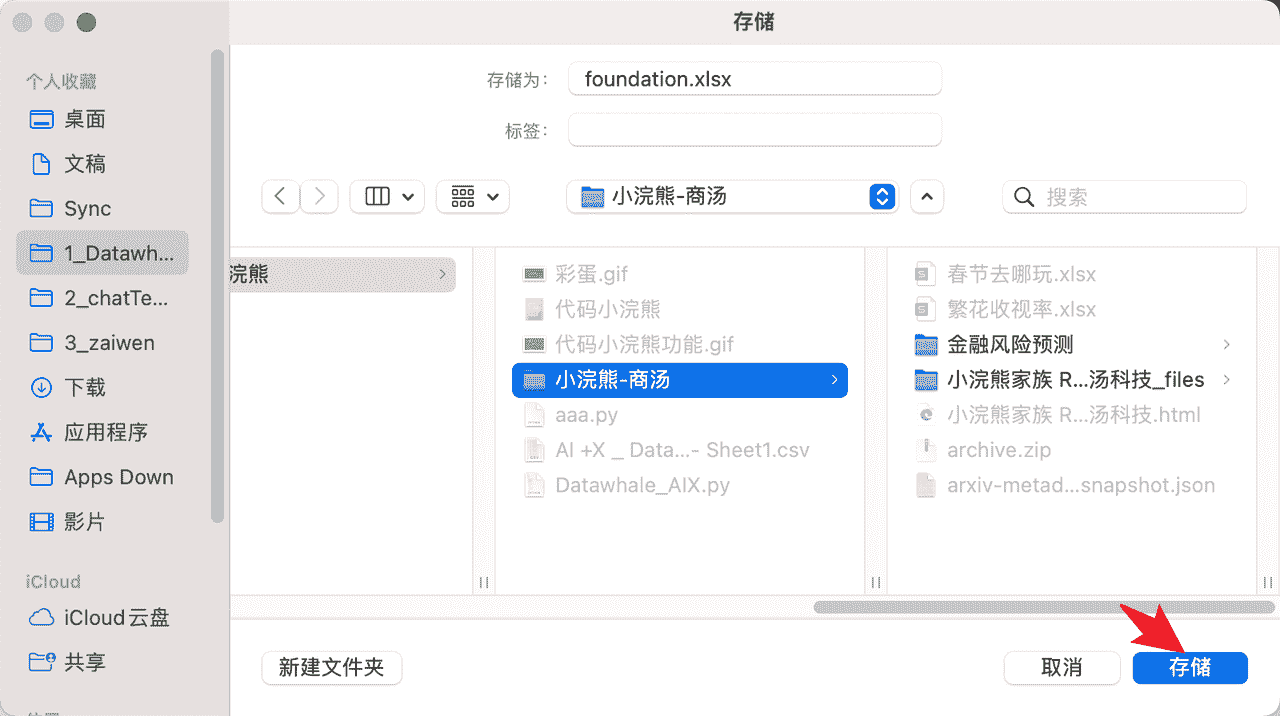 存储
个人收藏
桌面
文稿
Sync
1_Datawh...
2_chatTe...
3_zaiwen
下载
应用程序
Apps Down
影片
iCloud
iCloud云盘
共享
存储为:
foundation.xlsx
标签:
小浣熊-商汤
搜索
浣熊
彩蛋.gif
代码小浣熊
代码小浣熊功能.gif
小浣熊-商汤
aaa.py
AI +X _ Data...- Sheet1.csv
Datawhale_AIX.py
春节去哪玩.xlsx
繁花收视率.xlsx
金融风险预测
小浣熊家族 R...汤科技_files
小浣熊家族 R...汤科技.html
archive.zip
arxiv-metad...snapshot.json
新建文件夹
取消
存储